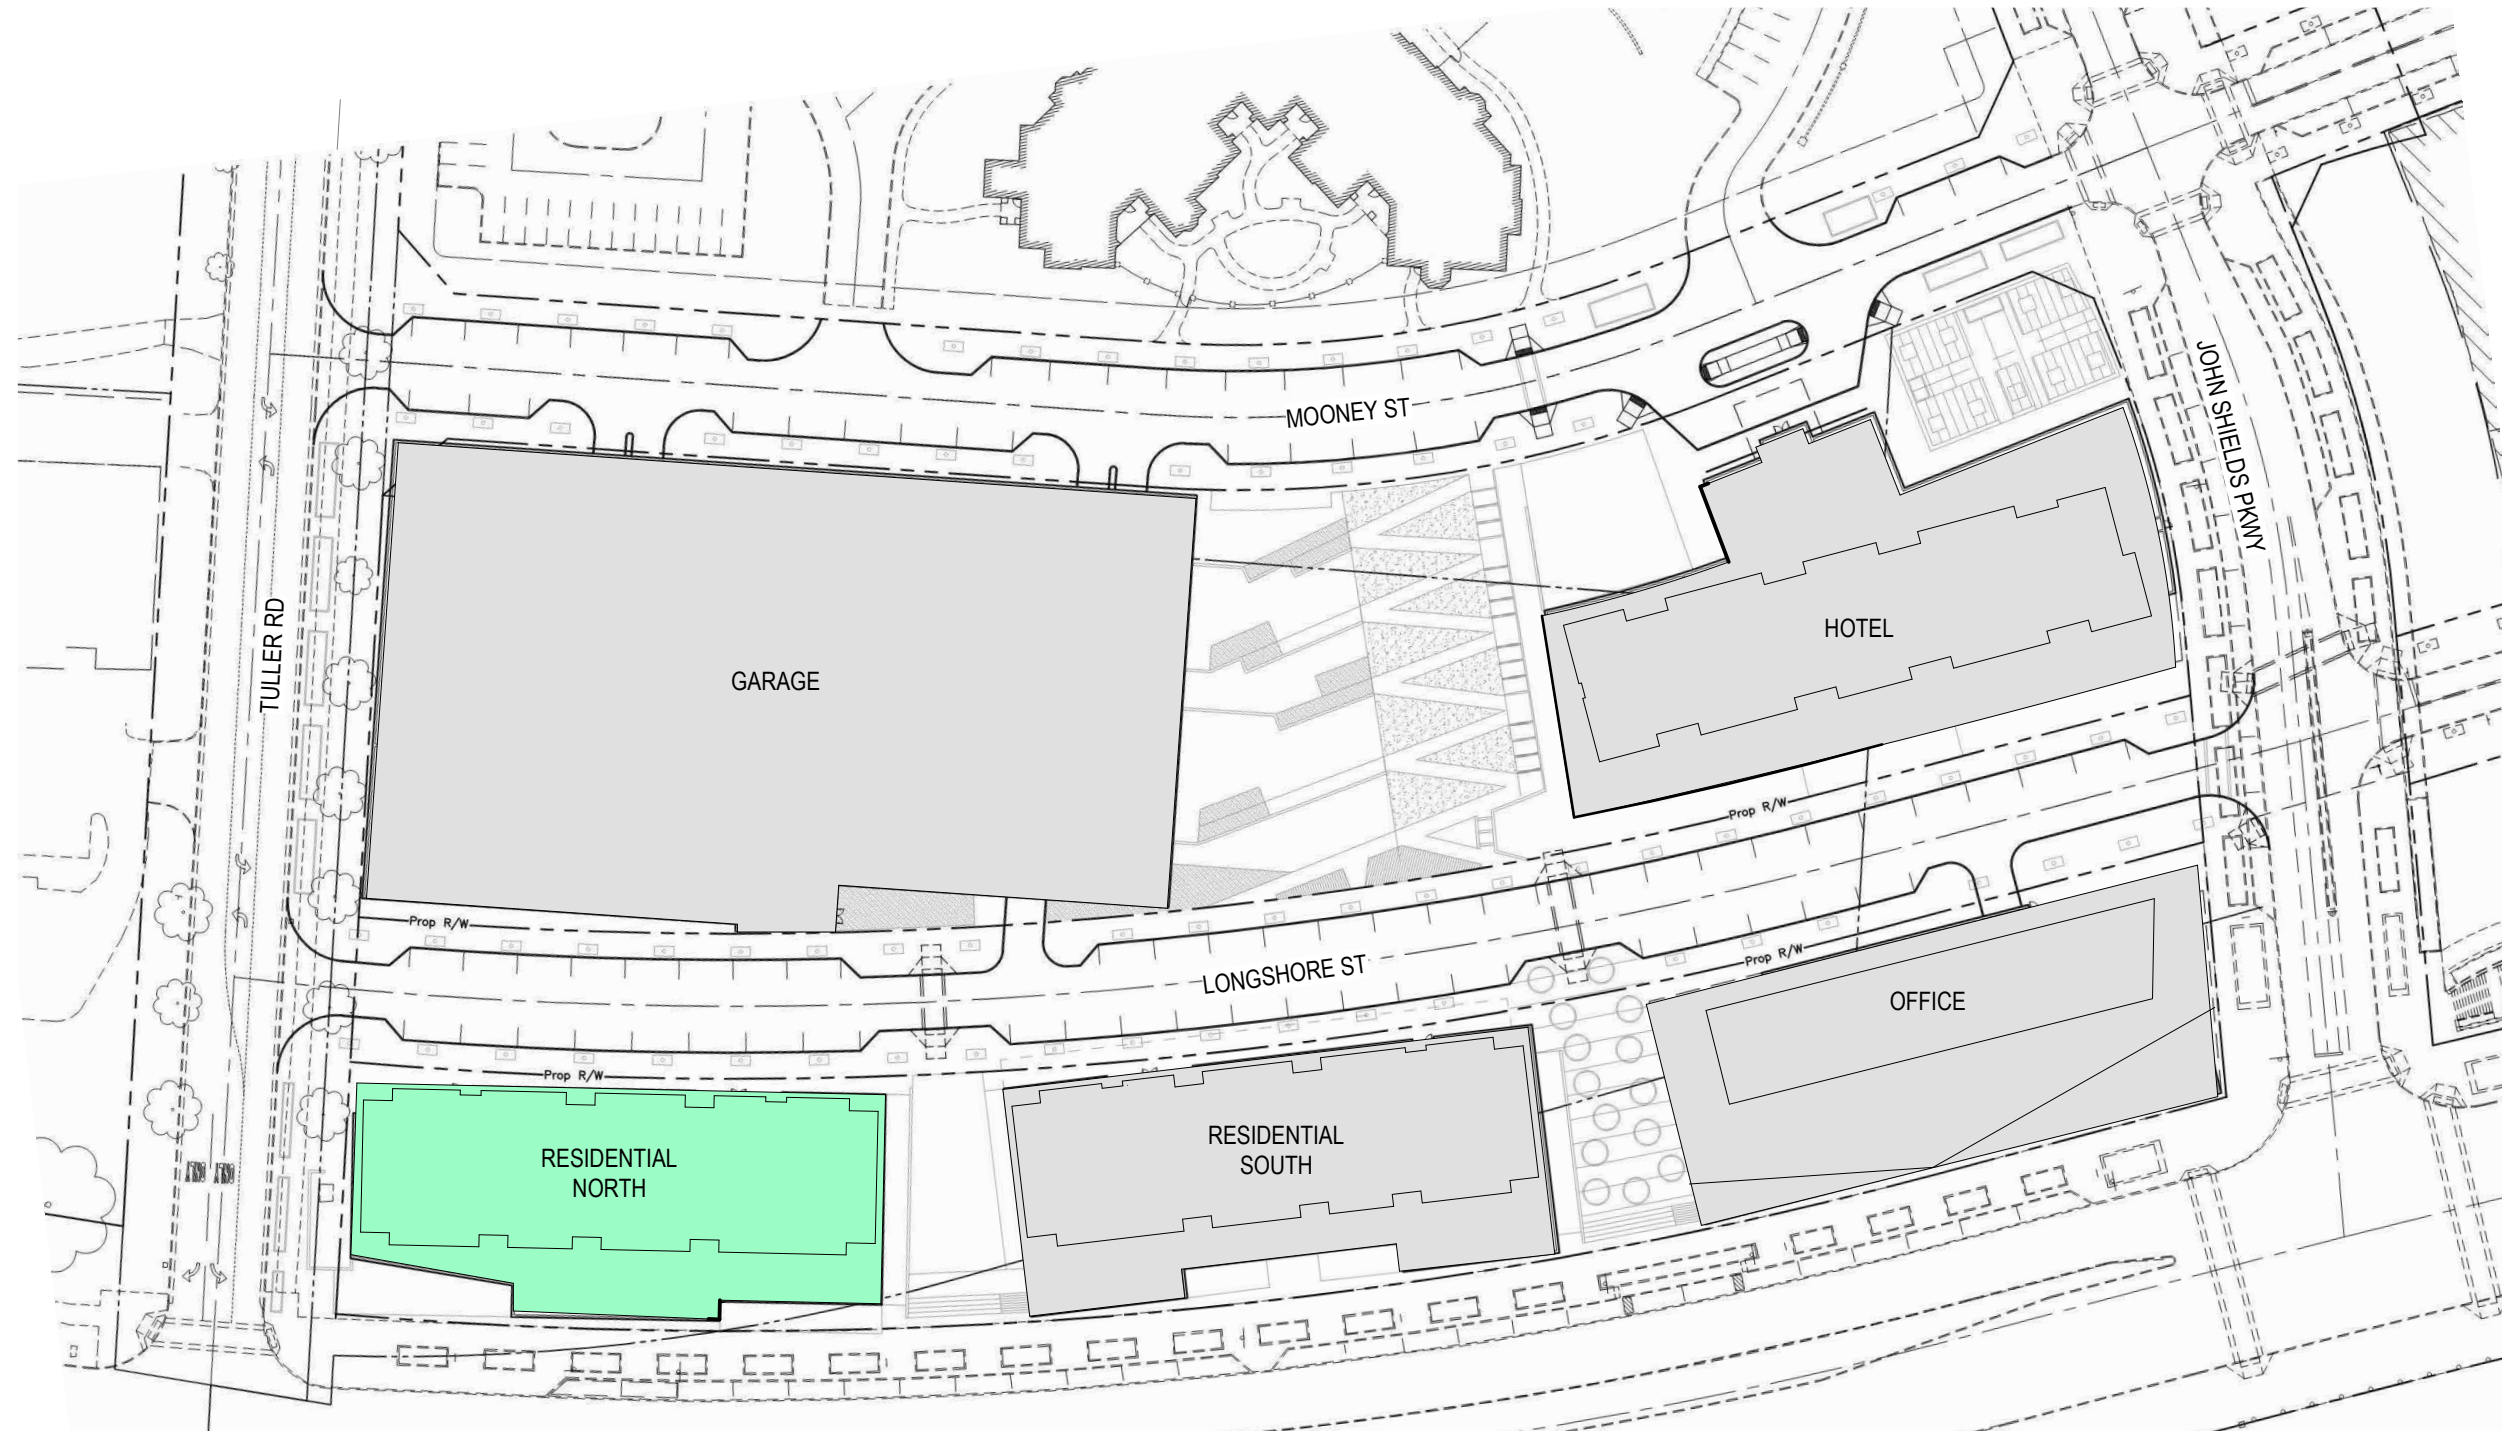 MOONEY ST
JOHN SHIELDS PKWY
TULLER RD
GARAGE
HOTEL
Prop R/W
Prop R/W
LONGSHORE ST
Prop R/W
OFFICE
Prop R/W
RESIDENTIAL
NORTH
RESIDENTIAL
SOUTH